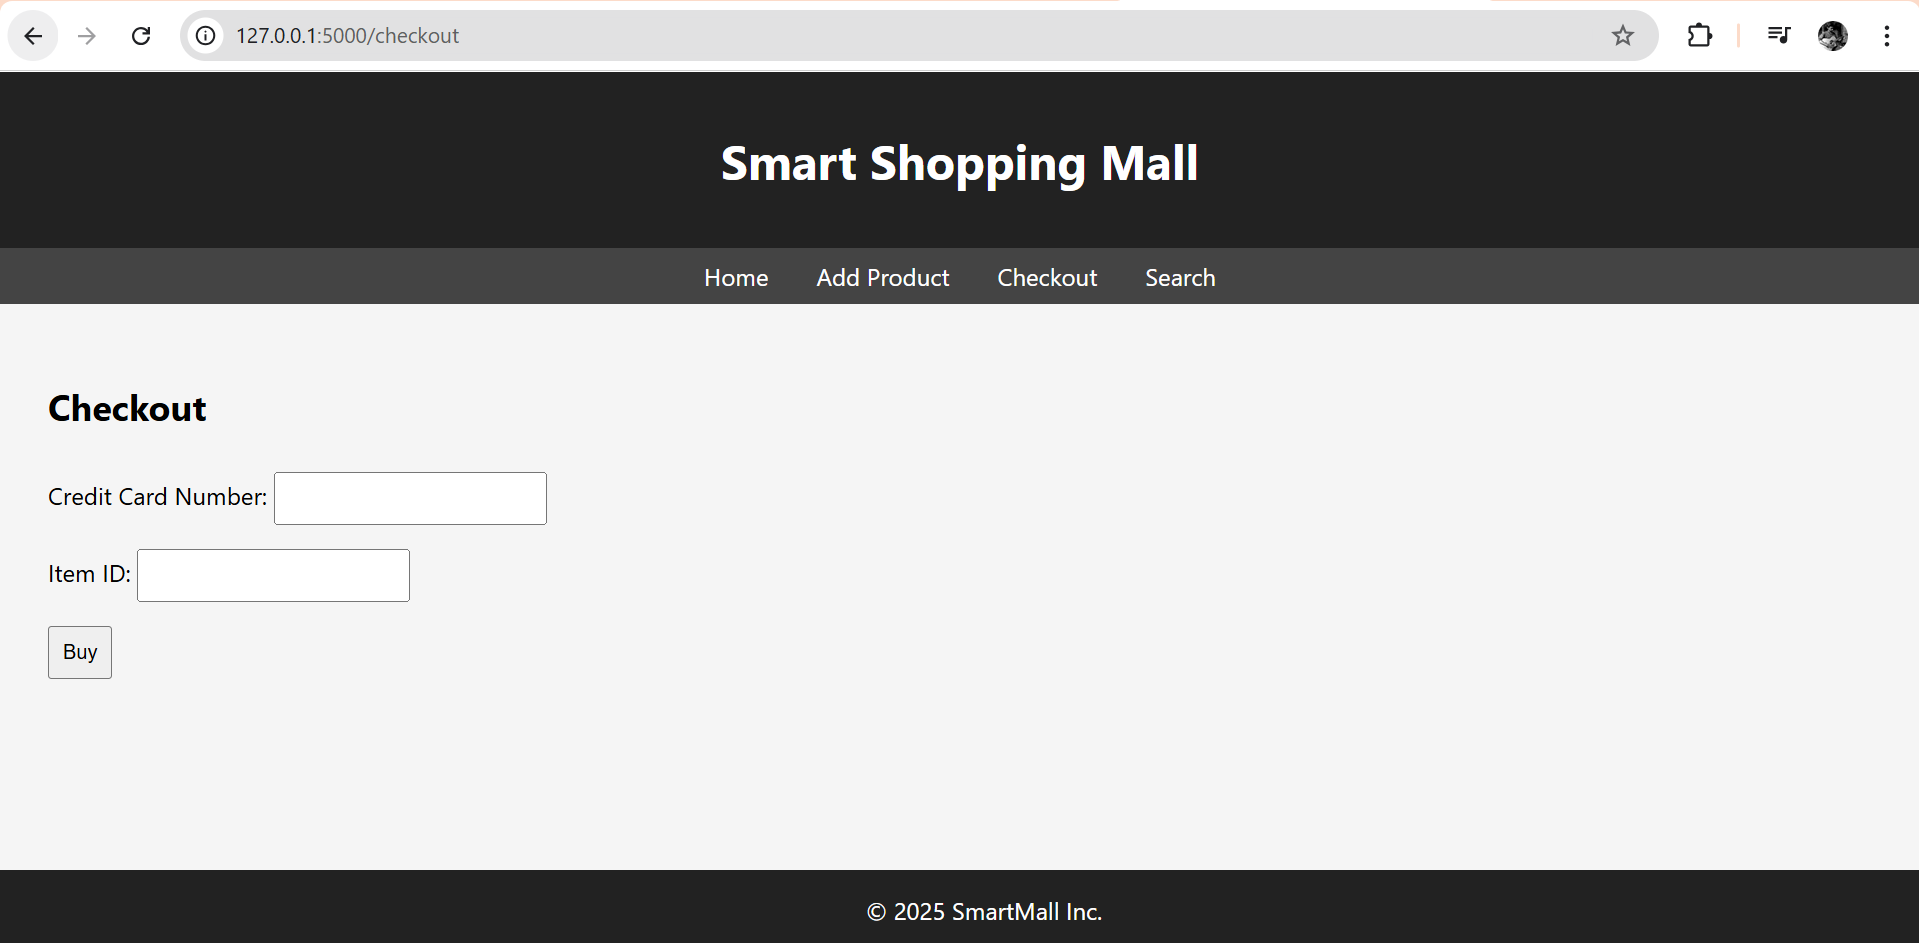 127.0.0.1:5000/checkout
Smart Shopping Mall
Home Add Product Checkout Search
Checkout
Credit Card Number:
Item ID:
Buy
© 2025 SmartMall Inc.